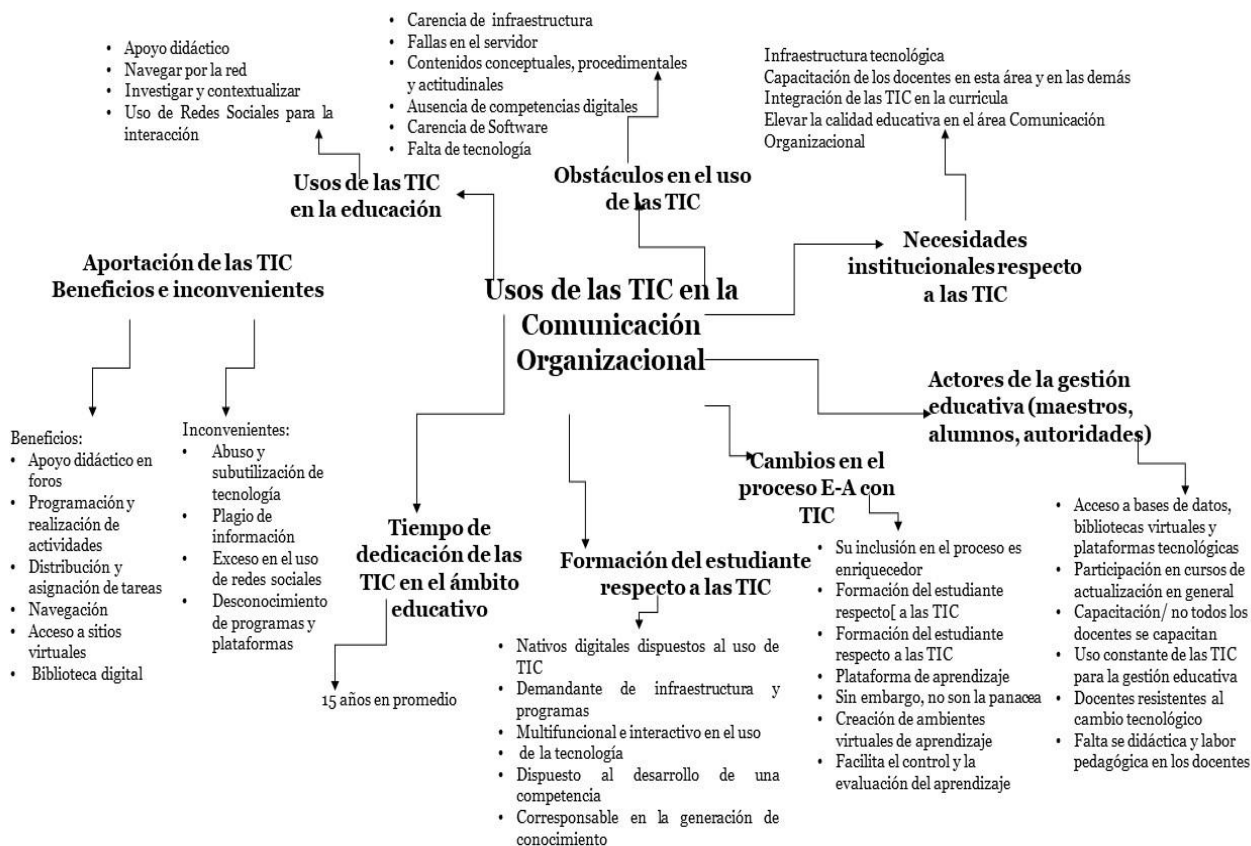 • Apoyo didáctico
• Navegar por la red
• Investigar y contextualizar
• Uso de Redes Sociales para la
interacción
• Carencia de infraestructura
• Fallas en el servidor
• Contenidos conceptuales, procedimentales
y actitudinales
• Ausencia de competencias digitales
• Carencia de Software
• Falta de tecnología
Infraestructura tecnológica
Capacitación de los docentes en esta área y en las demás
Integración de las TIC en la curricula
Elevar la calidad educativa en el área Comunicación
Organizacional
Usos de las TIC
en la educación
Obstáculos en el uso
de las TIC
Necesidades
institucionales respecto
a las TIC
Aportación de las TIC
Beneficios e inconvenientes
Usos de las TIC en la
Comunicación
Organizacional
Actores de la gestión
educativa (maestros,
alumnos, autoridades)
Beneficios:
• Apoyo didáctico en
foros
• Programación y
realización de
actividades
• Distribución y
asignación de tareas
• Navegación
• Acceso a sitios
virtuales
• Biblioteca digital
Inconvenientes:
• Abuso y
subutilización de
tecnología
• Plagio de
información
• Exceso en el uso
de redes sociales
• Desconocimiento
de programas y
plataformas
Tiempo de
dedicación de las
TIC en el ámbito
educativo
15 años en promedio
Formación del estudiante
respecto a las TIC
• Nativos digitales dispuestos al uso de
TIC
• Demandante de infraestructura y
programas
• Multifuncional e interactivo en el uso
• de la tecnología
• Dispuesto al desarrollo de una
competencia
• Corresponsable en la generación de
conocimiento
Cambios en el
proceso E-A con
TIC
• Su inclusión en el proceso es
enriquecedor
• Formación del estudiante
respecto[ a las TIC
• Formación del estudiante
respecto a las TIC
• Plataforma de aprendizaje
• Sin embargo, no son la panacea
• Creación de ambientes
virtuales de aprendizaje
• Facilita el control y la
evaluación del aprendizaje
• Acceso a bases de datos,
bibliotecas virtuales y
plataformas tecnológicas
• Participación en cursos de
actualización en general
• Capacitación/ no todos los
docentes se capacitan
• Uso constante de las TIC
para la gestión educativa
• Docentes resistentes al
cambio tecnológico
• Falta se didáctica y labor
pedagógica en los docentes